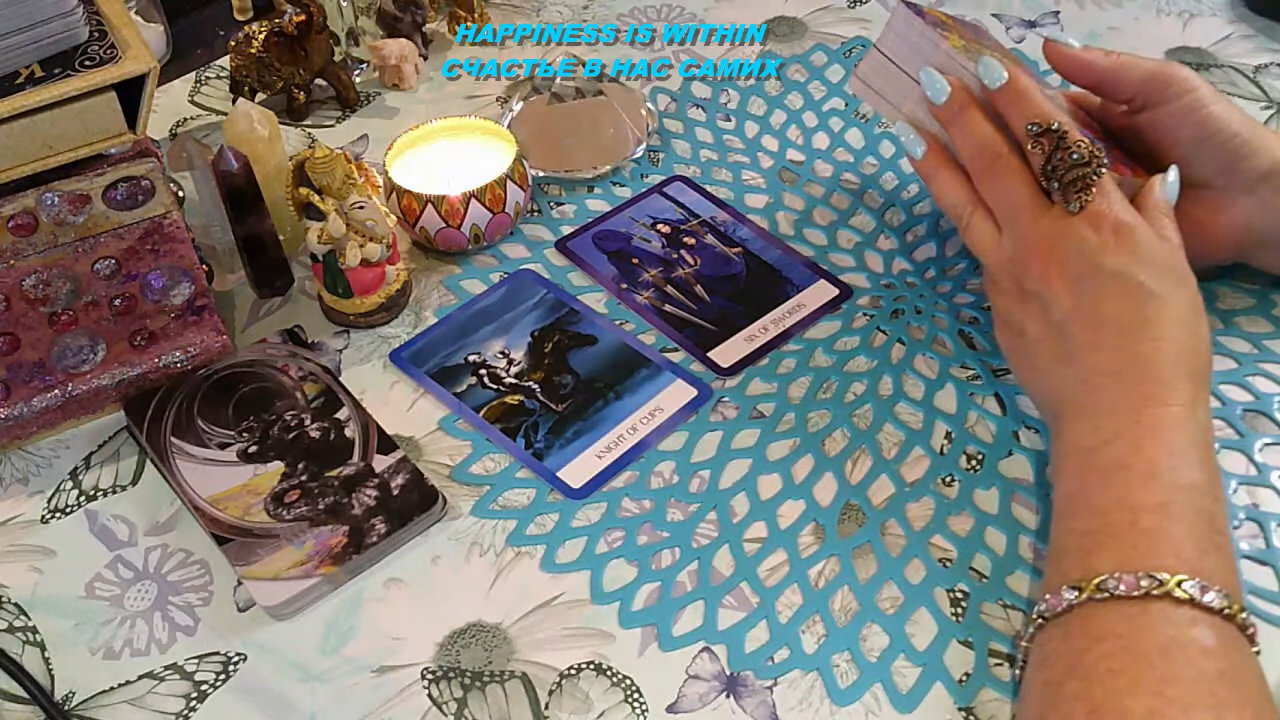 HAPPINESS IS WITHIN
СЧАСТЬЕ В НАС САМИХ
SIX OF SWORDS
KNIGHT OF CUPS
K